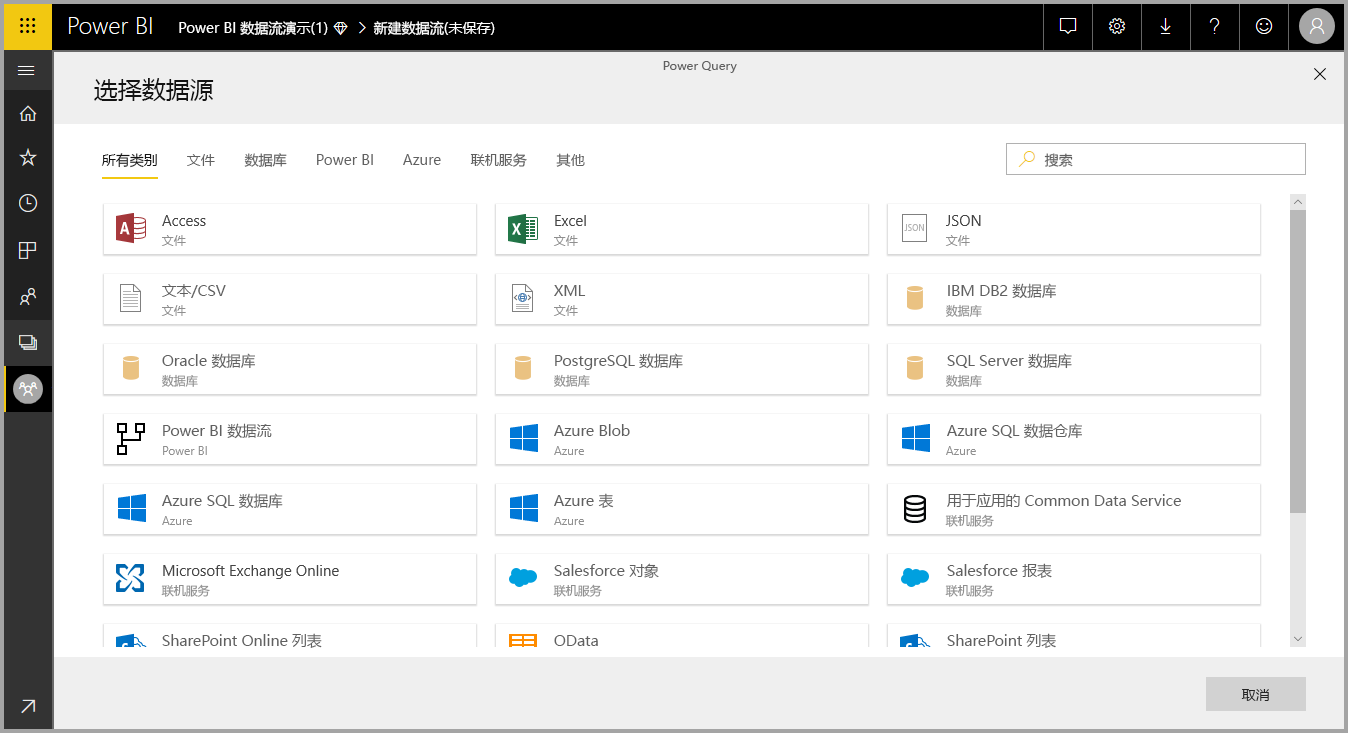 Power BI Power BI 数据流演示(1) 新建数据流(未保存)
Power Query
选择数据源
所有类别 文件 数据库 Power BI Azure 联机服务 其他 搜索
Access
文件
Excel
文件
JSON
JSON
文件
文本/CSV
文件
XML
文件
IBM DB2 数据库
数据库
Oracle 数据库
数据库
PostgreSQL 数据库
数据库
SQL Server 数据库
数据库
Power BI 数据流
Power BI
Azure Blob
Azure
Azure SQL 数据仓库
Azure
Azure SQL 数据库
Azure
Azure 表
Azure
用于应用的 Common Data Service
联机服务
Microsoft Exchange Online
联机服务
Salesforce 对象
联机服务
Salesforce 报表
联机服务
SharePoint Online 列表
OData
SharePoint 列表
取消